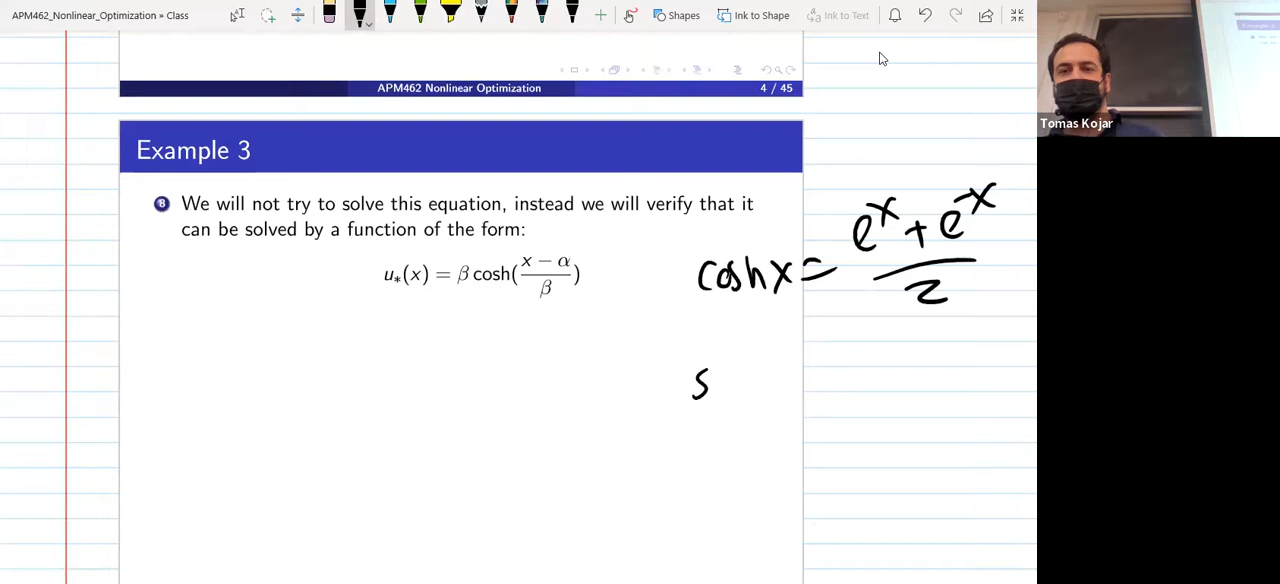 APM462_Nonlinear_Optimization » Class
Shapes
Ink to Shape
Ink to Text
APM462 Nonlinear Optimization
4 / 45
Tomas Kojar
Example 3
8 We will not try to solve this equation, instead we will verify that it
can be solved by a function of the form:
u∗(x) = β cosh(x − α / β)
cosh x = e^x + e^-x / 2
s